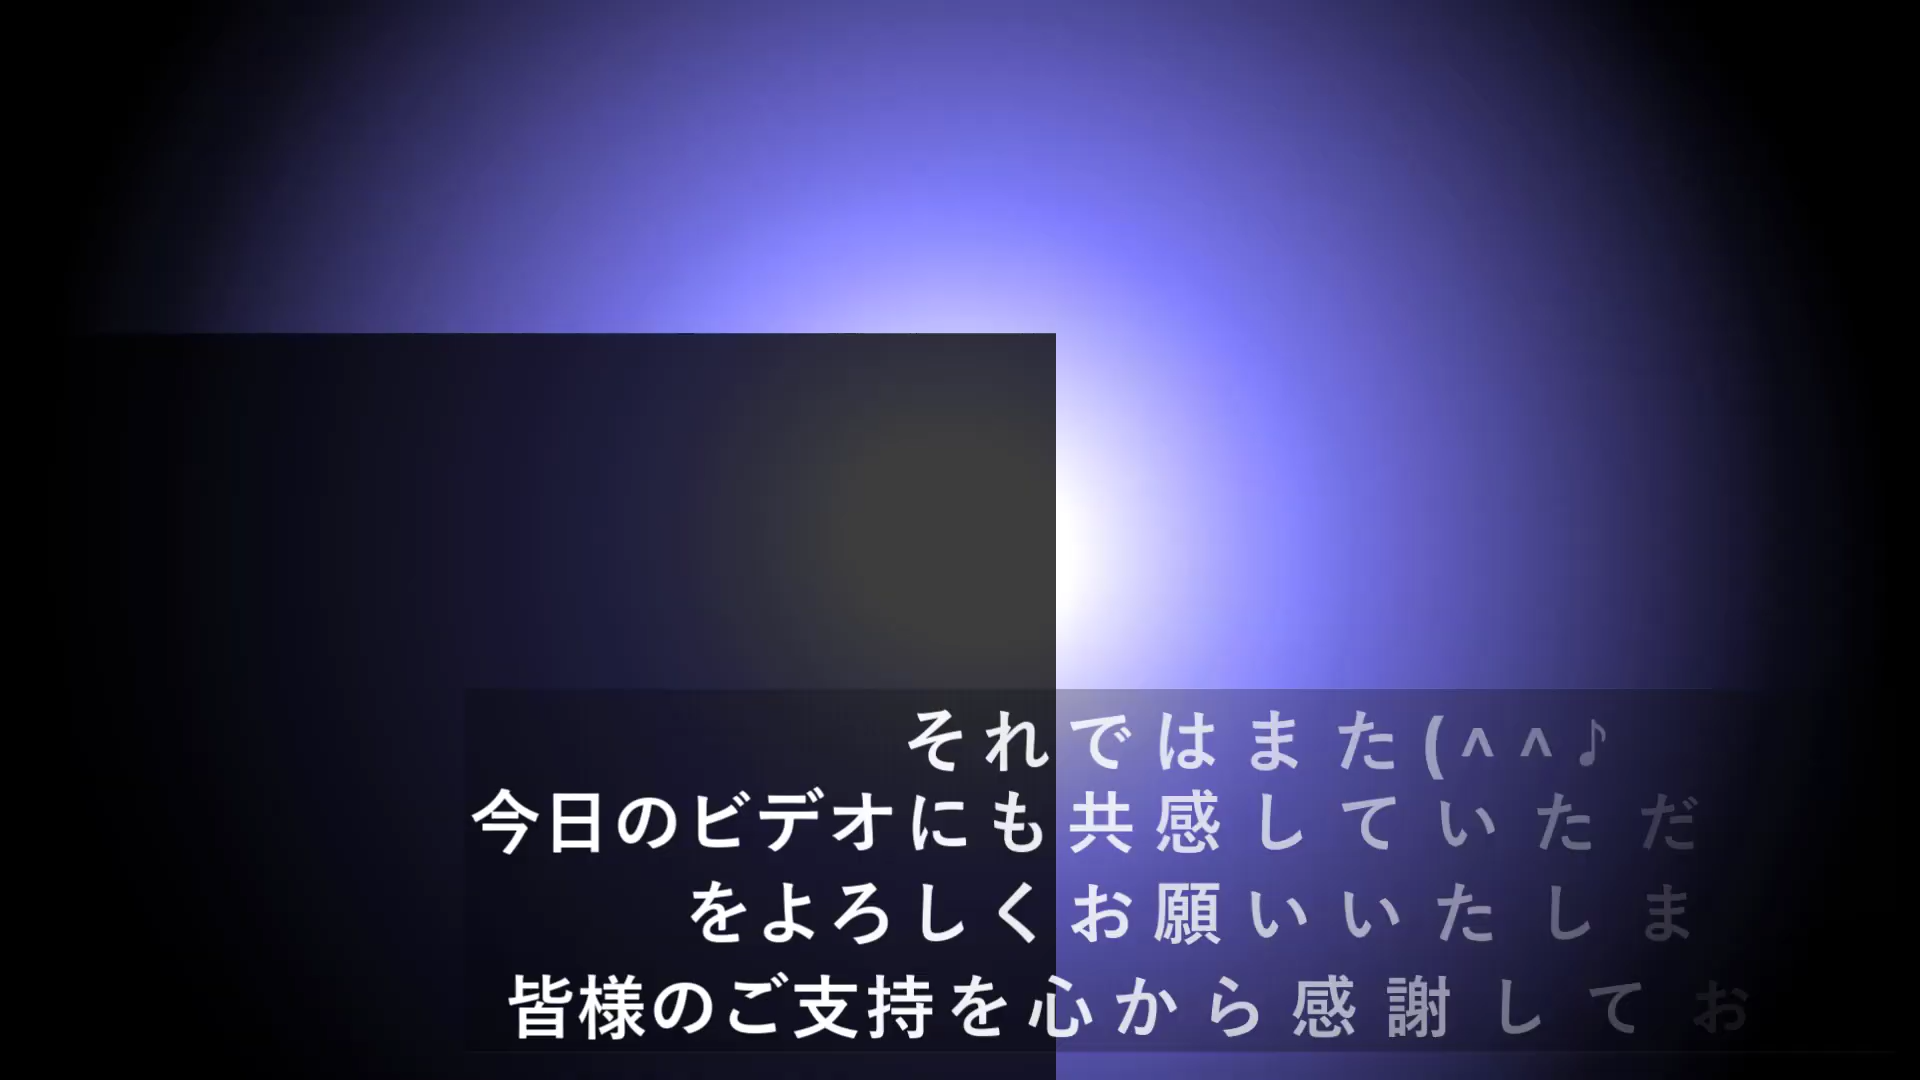 それではまた(^^♪
今日のビデオにも共感していただ
をよろしくお願いいたしま
皆様のご支持を心から感謝してお